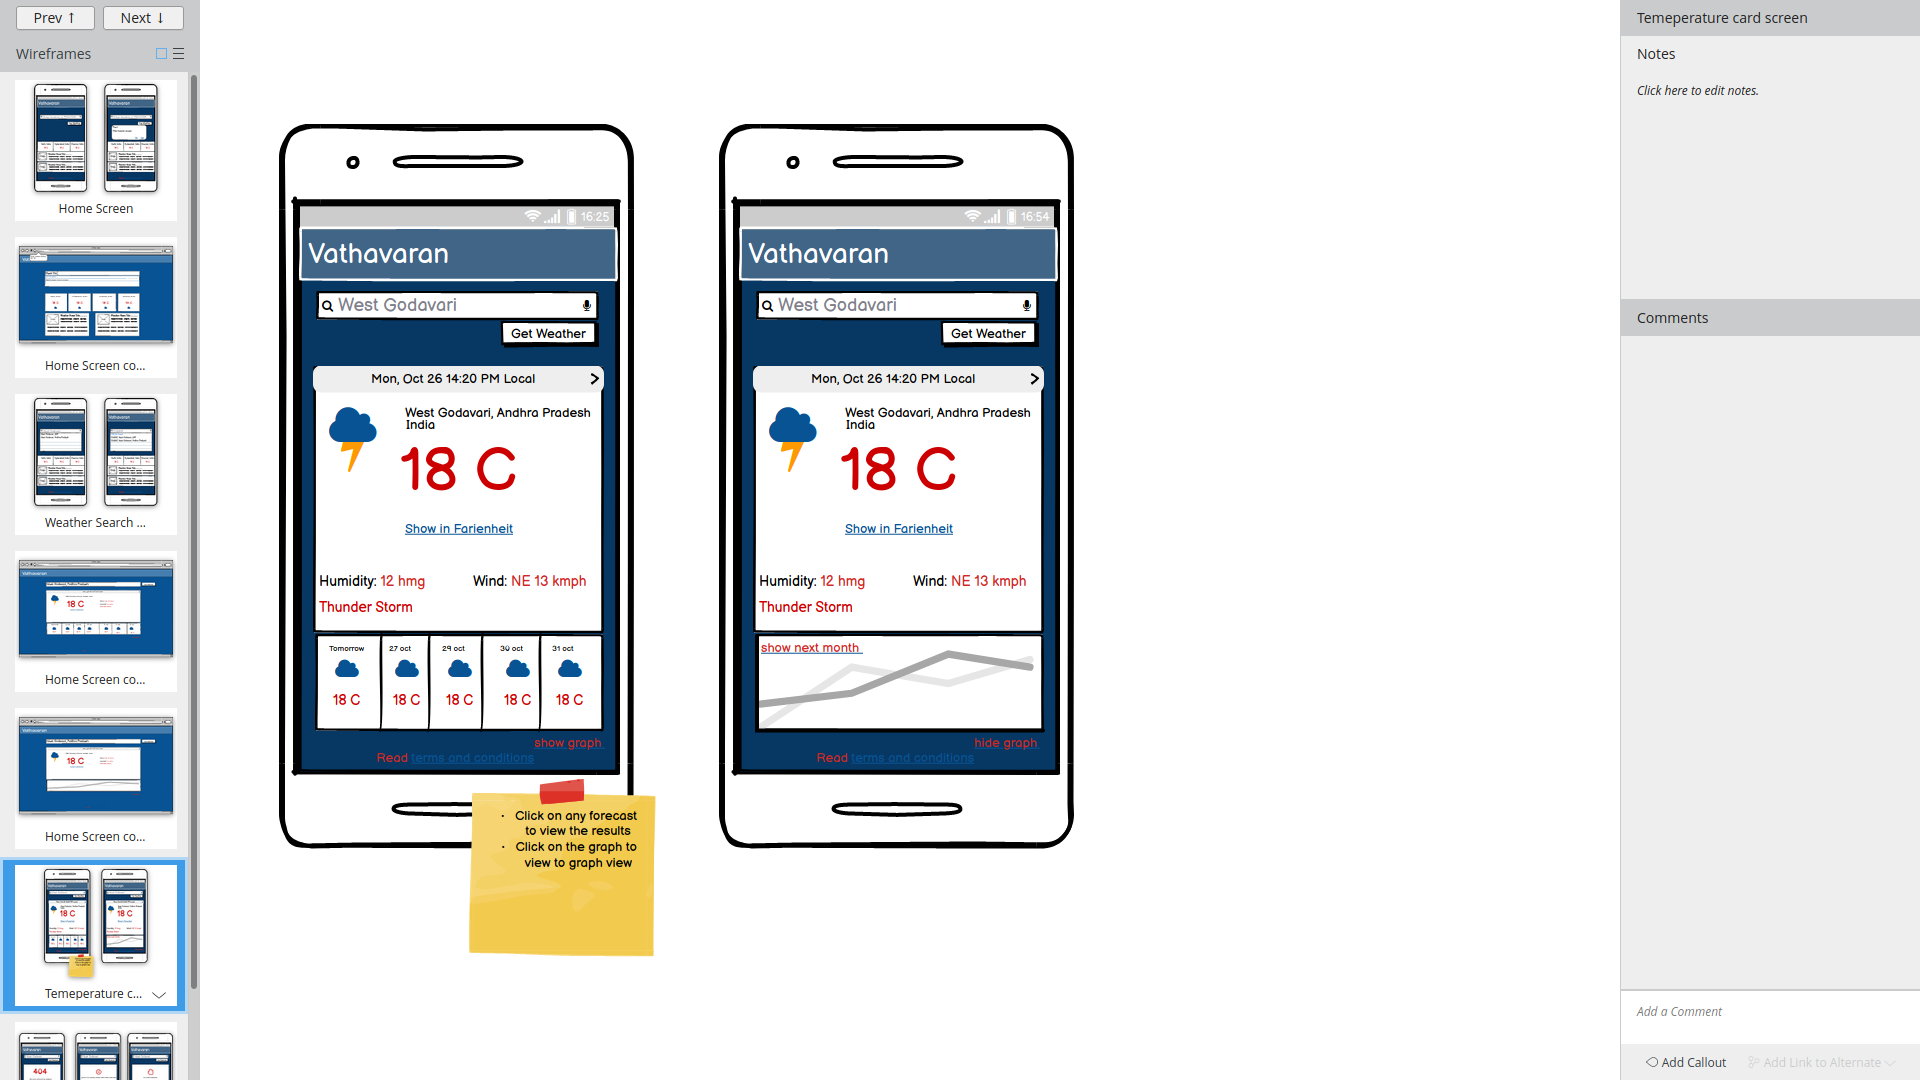 Prev ↑ Next ↓
Wireframes
Home Screen
Home Screen co...
Weather Search ...
Home Screen co...
Home Screen co...
Temeperature c...
404
16:25
Vathavaran
West Godavari
Get Weather
Mon, Oct 26 14:20 PM Local
West Godavari, Andhra Pradesh
India
18 C
Show in Farienheit
Humidity: 12 hmg Wind: NE 13 kmph
Thunder Storm
Tomorrow 27 oct 29 oct 30 oct 31 oct
18 C 18 C 18 C 18 C 18 C
show graph
Read terms and conditions
• Click on any forecast
to view the results
• Click on the graph to
view to graph view
16:54
Vathavaran
West Godavari
Get Weather
Mon, Oct 26 14:20 PM Local
West Godavari, Andhra Pradesh
India
18 C
Show in Farienheit
Humidity: 12 hmg Wind: NE 13 kmph
Thunder Storm
show next month
hide graph
Read terms and conditions
Temeperature card screen
Notes
Click here to edit notes.
Comments
Add a Comment
Add Callout Add Link to Alternate